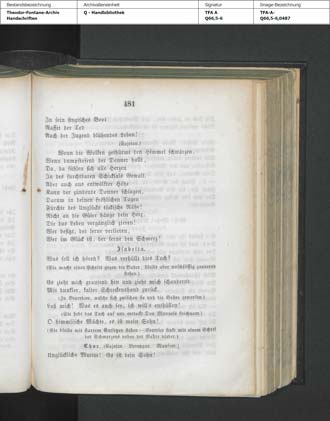 Bestandsbezeichnung
Theodor-Fontane-Archiv
Handschriften
Archivalieneinheit
Q - Handbibliothek
Signatur
TFA A
Q66,5-6
Image-Bezeichnung
TFA-A-
Q66,5-6,0487
481
In sein stygisches Boot
Raffet der Tod
Auch der Jugend blühendes Leben!
(Cajetan.)
Wenn die Wolken gethürmt den Himmel schwärzen,
Wenn dumpftosend der Donner hallt,
Da, da fühlen sich alle Herzen
In des furchtbaren Schicksals Gewalt.
Aber auch aus entwölkter Höhe
Kann der zündende Donner schlagen,
Darum in deinen fröhlichen Tagen
Fürchte des Unglücks tückische Nähe!
Nicht an die Güter hänge dein Herz,
Die das Leben vergänglich zieren!
Wer besitzt, der lerne verlieren,
Wer im Glück ist, der lerne den Schmerz!
Isabella.
Was soll ich hören? Was verhüllt dies Tuch?
(Sie macht einen Schritt gegen die Bahre, bleibt aber unschlüssig zaudernd
stehen.)
Es zieht mich grausend hin und zieht mich schaudernd
Mit dunkler, kalter Schreckenshand zurück.
(Zu Beatricen, welche sich zwischen sie und die Bahre geworfen.)
Laß mich! Was es auch sey, ich will's enthüllen!
(Sie hebt das Tuch auf und entdeckt Don Manuels Leichnam.)
O himmlische Mächte, es ist mein Sohn!
(Sie bleibt mit starrem Entsetzen stehen — Beatrice sinkt mit einem Schrei
des Schmerzens neben der Bahre nieder.)
Chor. (Cajetan. Berengar. Manfred.)
Unglückliche Mutter! Es ist dein Sohn!